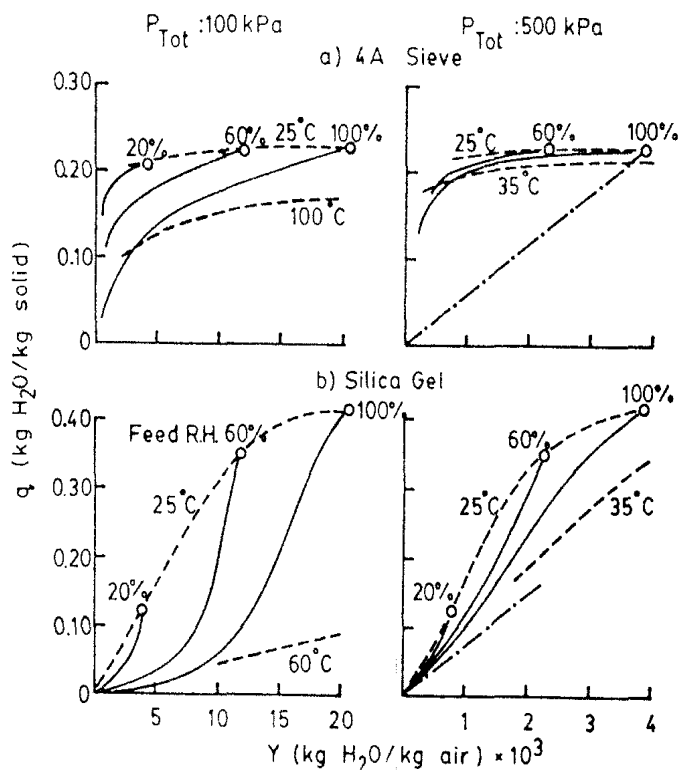 P Tot :100 kPa
P Tot :500 kPa
a) 4A Sieve
0.30
0.20
0.10
0
20%
60%
25°C
100%
100°C
25°C
60%
100%
35°C
q (kg H2O/kg solid)
b) Silica Gel
0.40
0.30
0.20
0.10
0
Feed R.H. 60%
100%
25°C
20%
60°C
5
10
15
20
100%
60%
25°C
35°C
20%
1
2
3
4
Y (kg H2O/kg air) × 10³